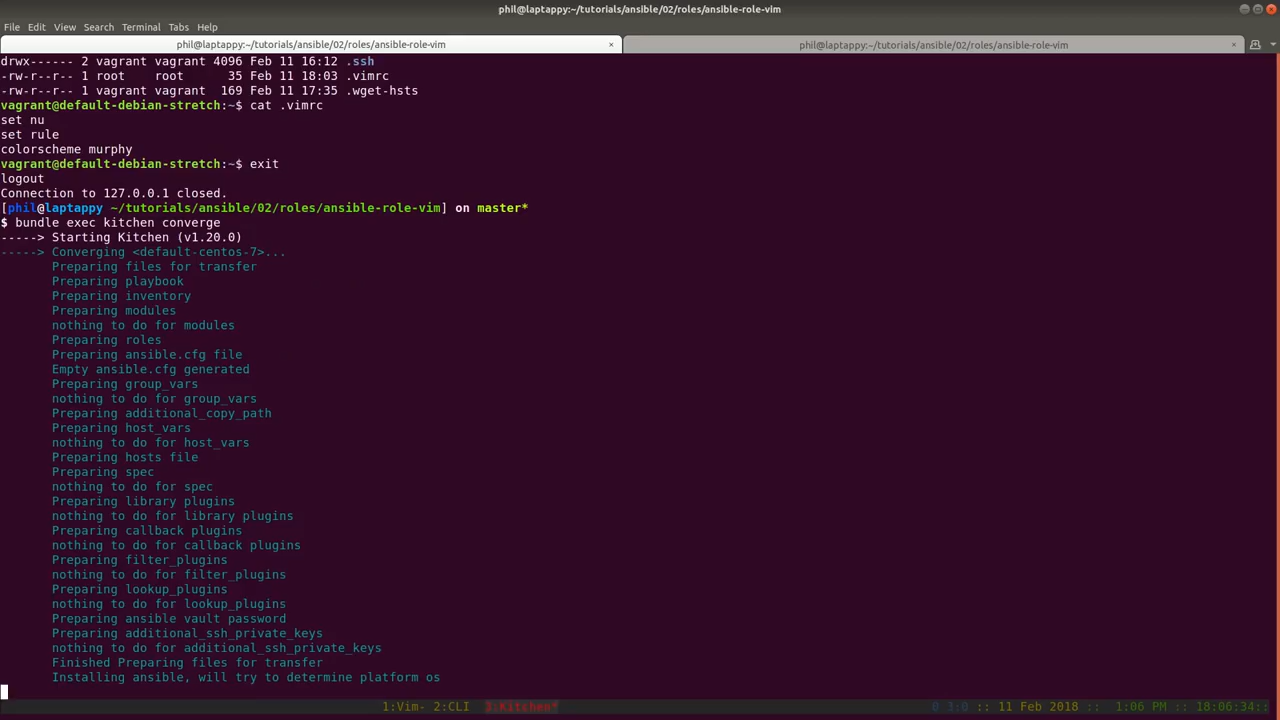 phil@laptappy:~/tutorials/ansible/02/roles/ansible-role-vim
File Edit View Search Terminal Tabs Help
phil@laptappy:~/tutorials/ansible/02/roles/ansible-role-vim × phil@laptappy:~/tutorials/ansible/02/roles/ansible-role-vim ×
drwx------ 2 vagrant vagrant 4096 Feb 11 16:12 .ssh
-rw-r--r-- 1 root    root      35 Feb 11 18:03 .vimrc
-rw-r--r-- 1 vagrant vagrant  169 Feb 11 17:35 .wget-hsts
vagrant@default-debian-stretch:~$ cat .vimrc
set nu
set rule
colorscheme murphy
vagrant@default-debian-stretch:~$ exit
logout
Connection to 127.0.0.1 closed.
[phil@laptappy ~/tutorials/ansible/02/roles/ansible-role-vim] on master*
$ bundle exec kitchen converge
-----> Starting Kitchen (v1.20.0)
-----> Converging <default-centos-7>...
       Preparing files for transfer
       Preparing playbook
       Preparing inventory
       Preparing modules
       nothing to do for modules
       Preparing roles
       Preparing ansible.cfg file
       Empty ansible.cfg generated
       Preparing group_vars
       nothing to do for group_vars
       Preparing additional_copy_path
       Preparing host_vars
       nothing to do for host_vars
       Preparing hosts file
       Preparing spec
       nothing to do for spec
       Preparing library plugins
       nothing to do for library plugins
       Preparing callback plugins
       nothing to do for callback plugins
       Preparing filter_plugins
       nothing to do for filter_plugins
       Preparing lookup_plugins
       nothing to do for lookup_plugins
       Preparing ansible vault password
       Preparing additional_ssh_private_keys
       nothing to do for additional_ssh_private_keys
       Finished Preparing files for transfer
       Installing ansible, will try to determine platform os
1:Vim- 2:CLI 3:Kitchen* 0 3:0 :: 11 Feb 2018 :: 1:06 PM :: 18:06:34::